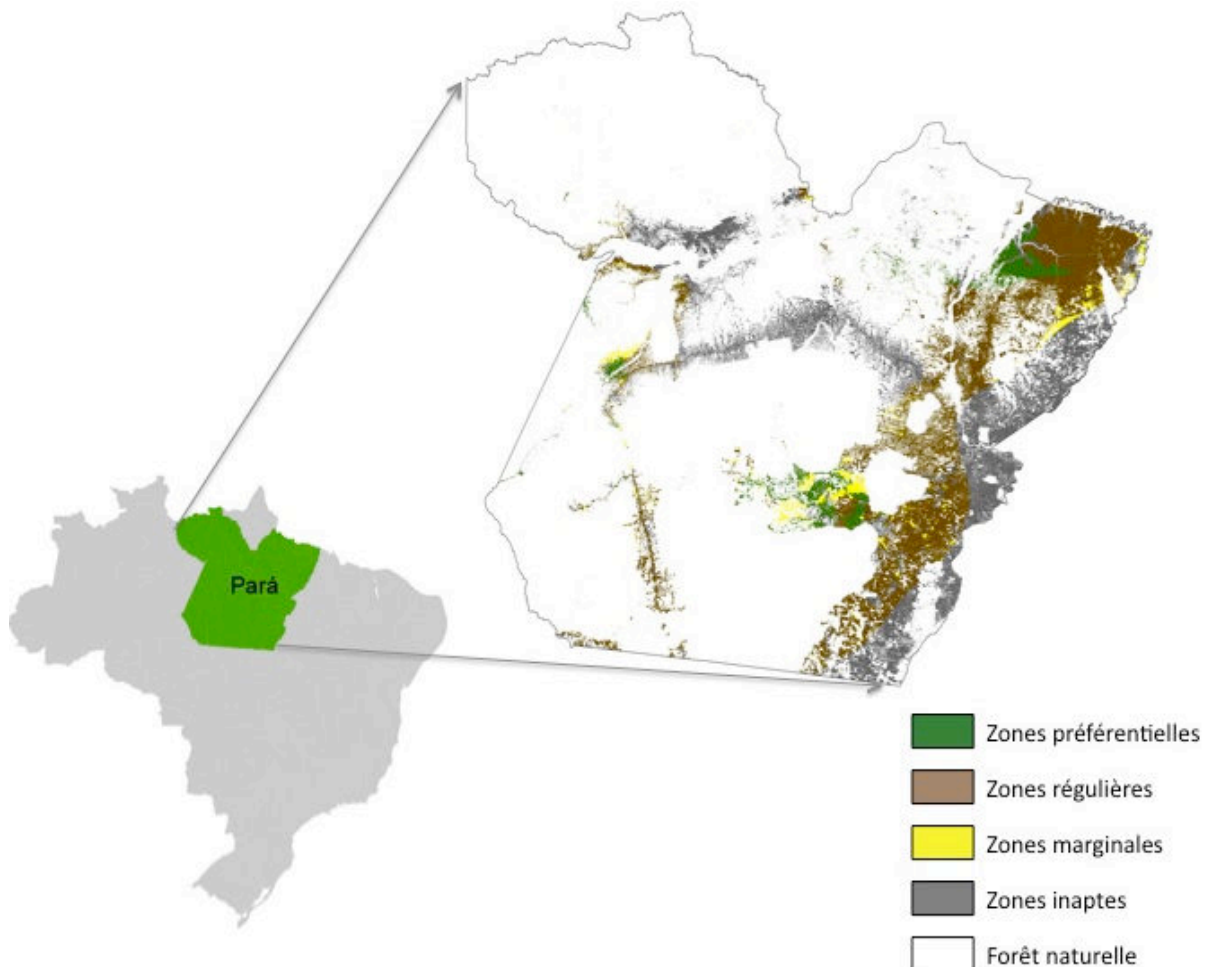 Pará
Zones préférentielles
Zones régulières
Zones marginales
Zones inaptes
Forêt naturelle